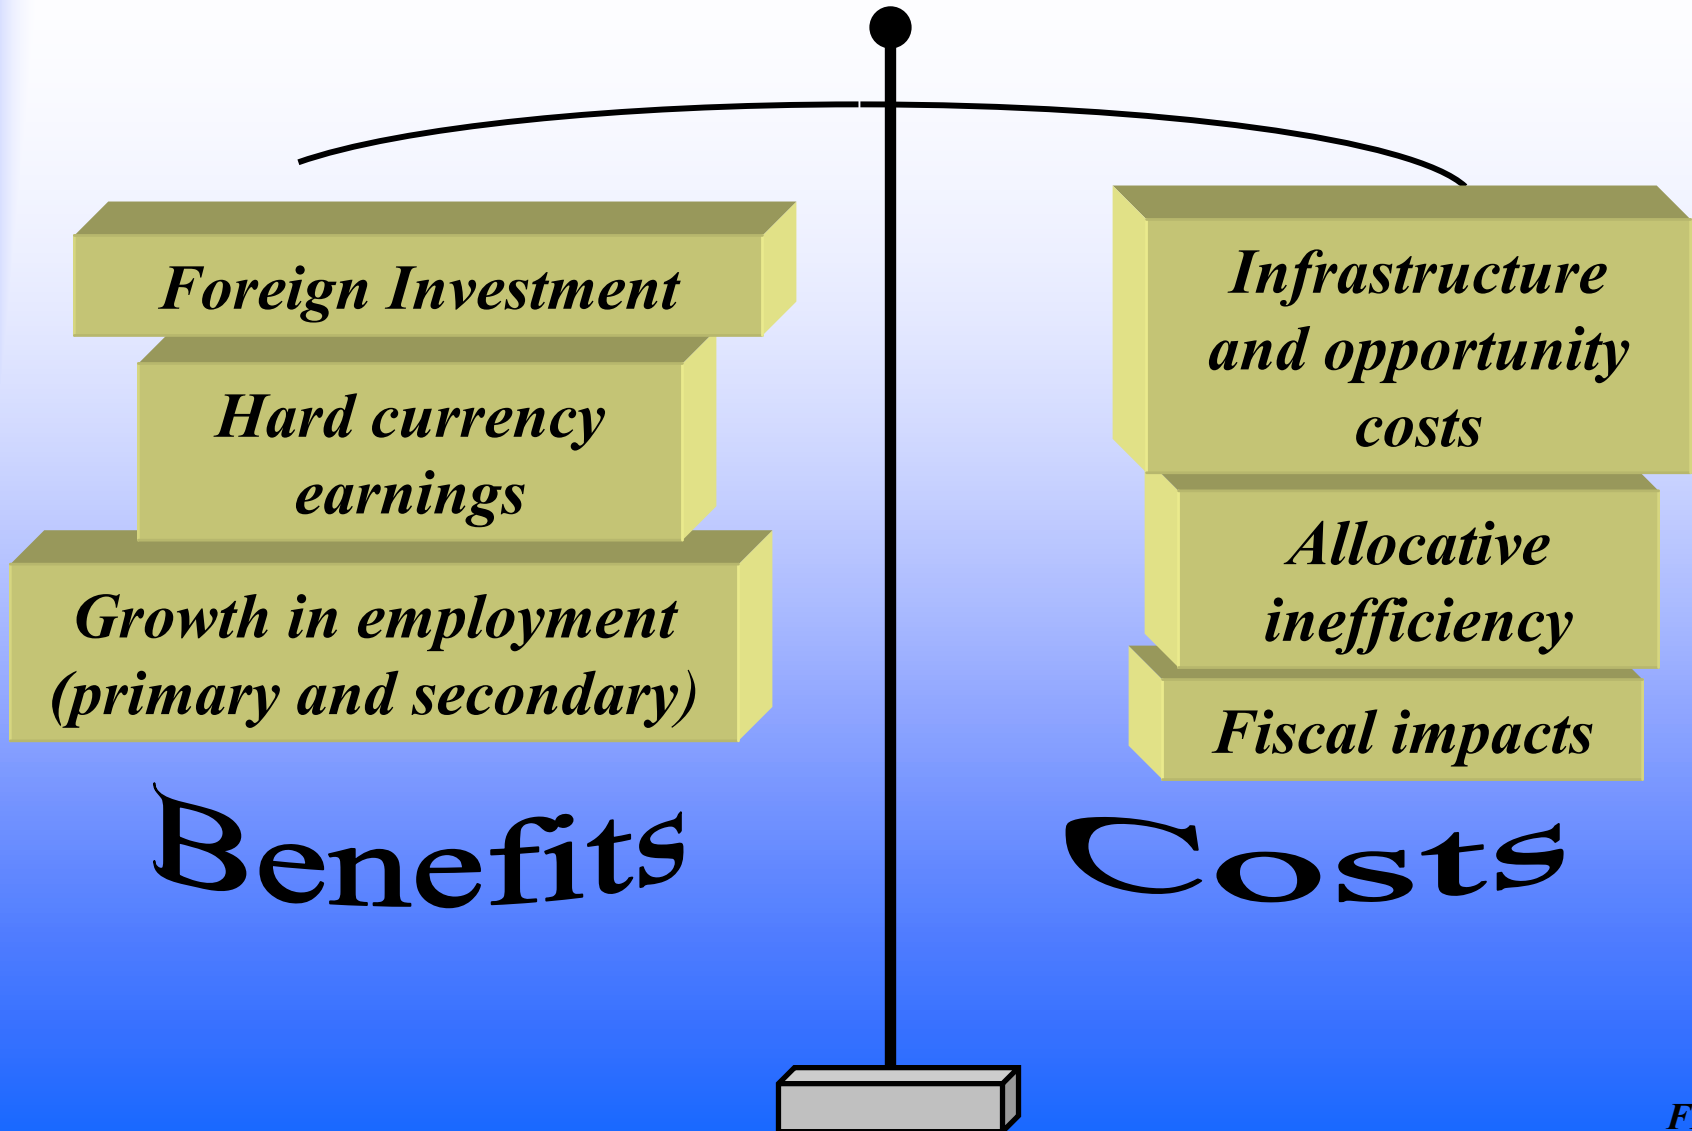 Foreign Investment
Hard currency
earnings
Growth in employment
(primary and secondary)
Benefits
Infrastructure
and opportunity
costs
Allocative
inefficiency
Fiscal impacts
Costs